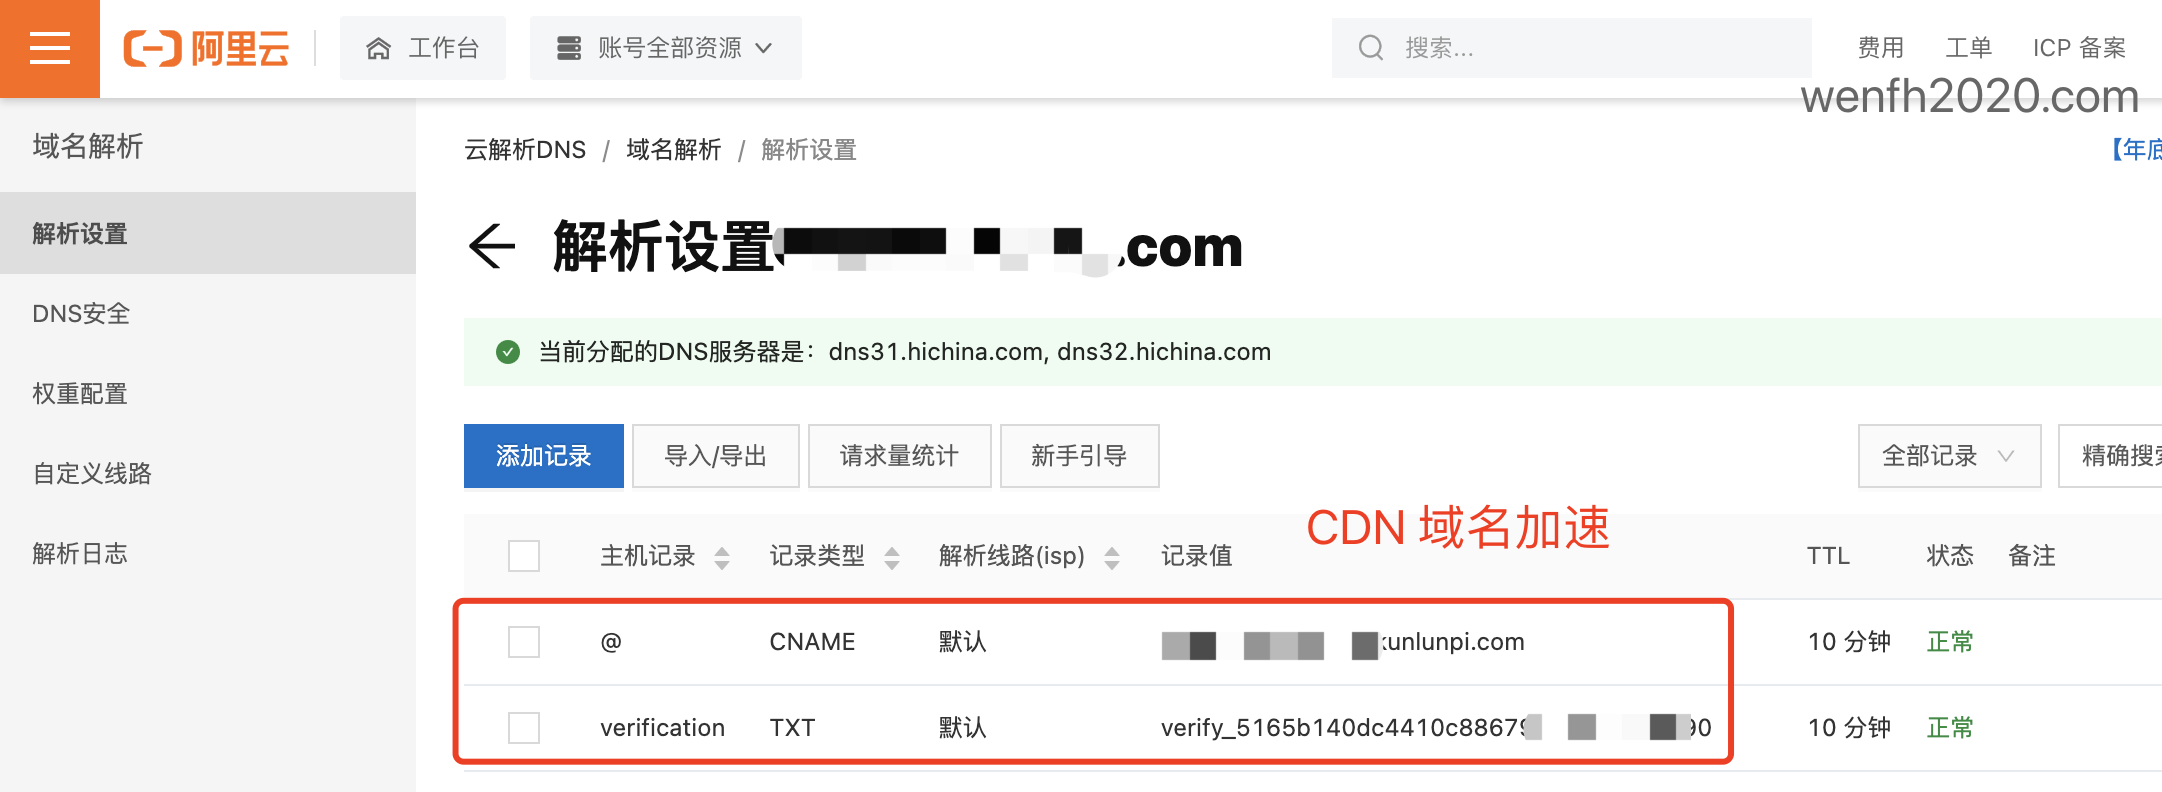 阿里云 工作台 账号全部资源 搜索... 费用 工单 ICP 备案
wenfh2020.com
域名解析
解析设置
DNS安全
权重配置
自定义线路
解析日志
云解析DNS / 域名解析 / 解析设置
【年底
解析设置 .com
当前分配的DNS服务器是：dns31.hichina.com, dns32.hichina.com
添加记录 导入/导出 请求量统计 新手引导 全部记录 精确搜索
CDN 域名加速
主机记录 记录类型 解析线路(isp) 记录值 TTL 状态 备注
@ CNAME 默认 kunlunpi.com 10 分钟 正常
verification TXT 默认 verify_5165b140dc4410c8867990 10 分钟 正常